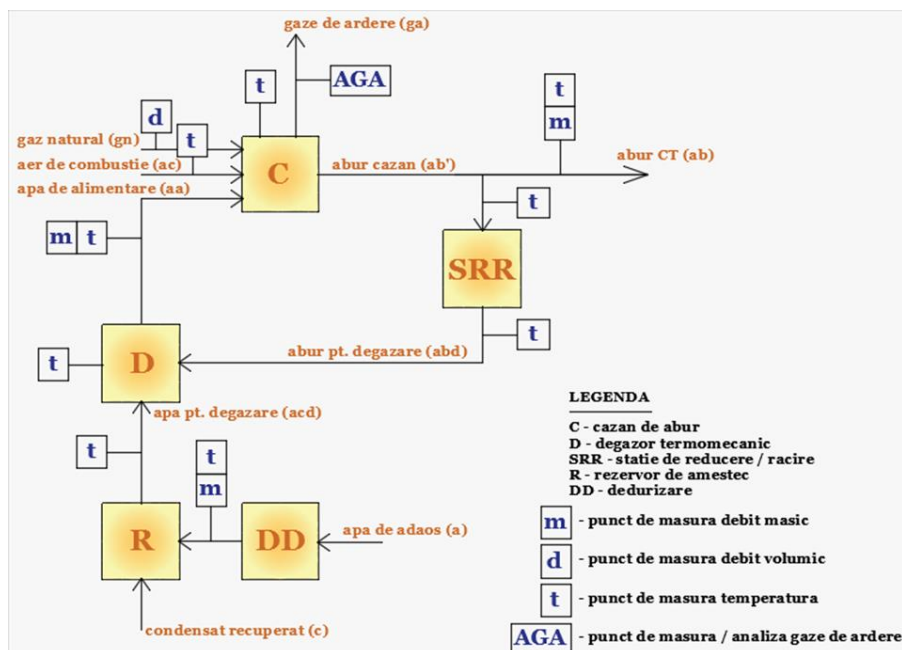 gaze de ardere (ga)
t
AGA
t
m
d
t
gaz natural (gn)
aer de combustie (ac)
apa de alimentare (aa)
C
abur cazan (ab')
abur CT (ab)
t
m t
SRR
t
abur pt. degazare (abd)
t
D
apa pt. degazare (acd)
t
t
m
R
DD
apa de adaos (a)
condensat recuperat (c)
LEGENDA
C - cazan de abur
D - degazor termomecanic
SRR - statie de reducere / racire
R - rezervor de amestec
DD - dedurizare
m - punct de masura debit masic
d - punct de masura debit volumic
t - punct de masura temperatura
AGA - punct de masura / analiza gaze de ardere